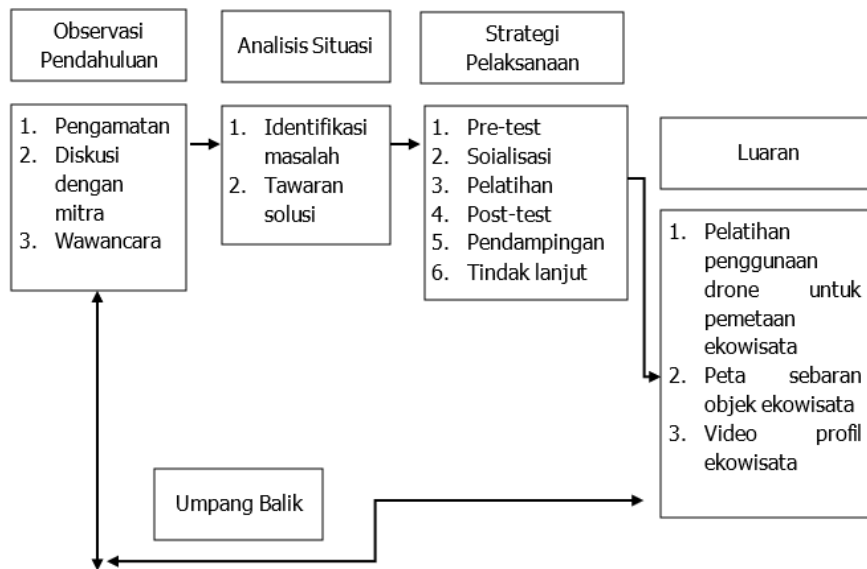 Observasi
Pendahuluan
Analisis Situasi
Strategi
Pelaksanaan
1. Pengamatan
2. Diskusi
dengan
mitra
3. Wawancara
1. Identifikasi
masalah
2. Tawaran
solusi
1. Pre-test
2. Soialisasi
3. Pelatihan
4. Post-test
5. Pendampingan
6. Tindak lanjut
Luaran
1. Pelatihan
penggunaan
drone untuk
pemetaan
ekowisata
2. Peta sebaran
objek ekowisata
3. Video profil
ekowisata
Umpang Balik